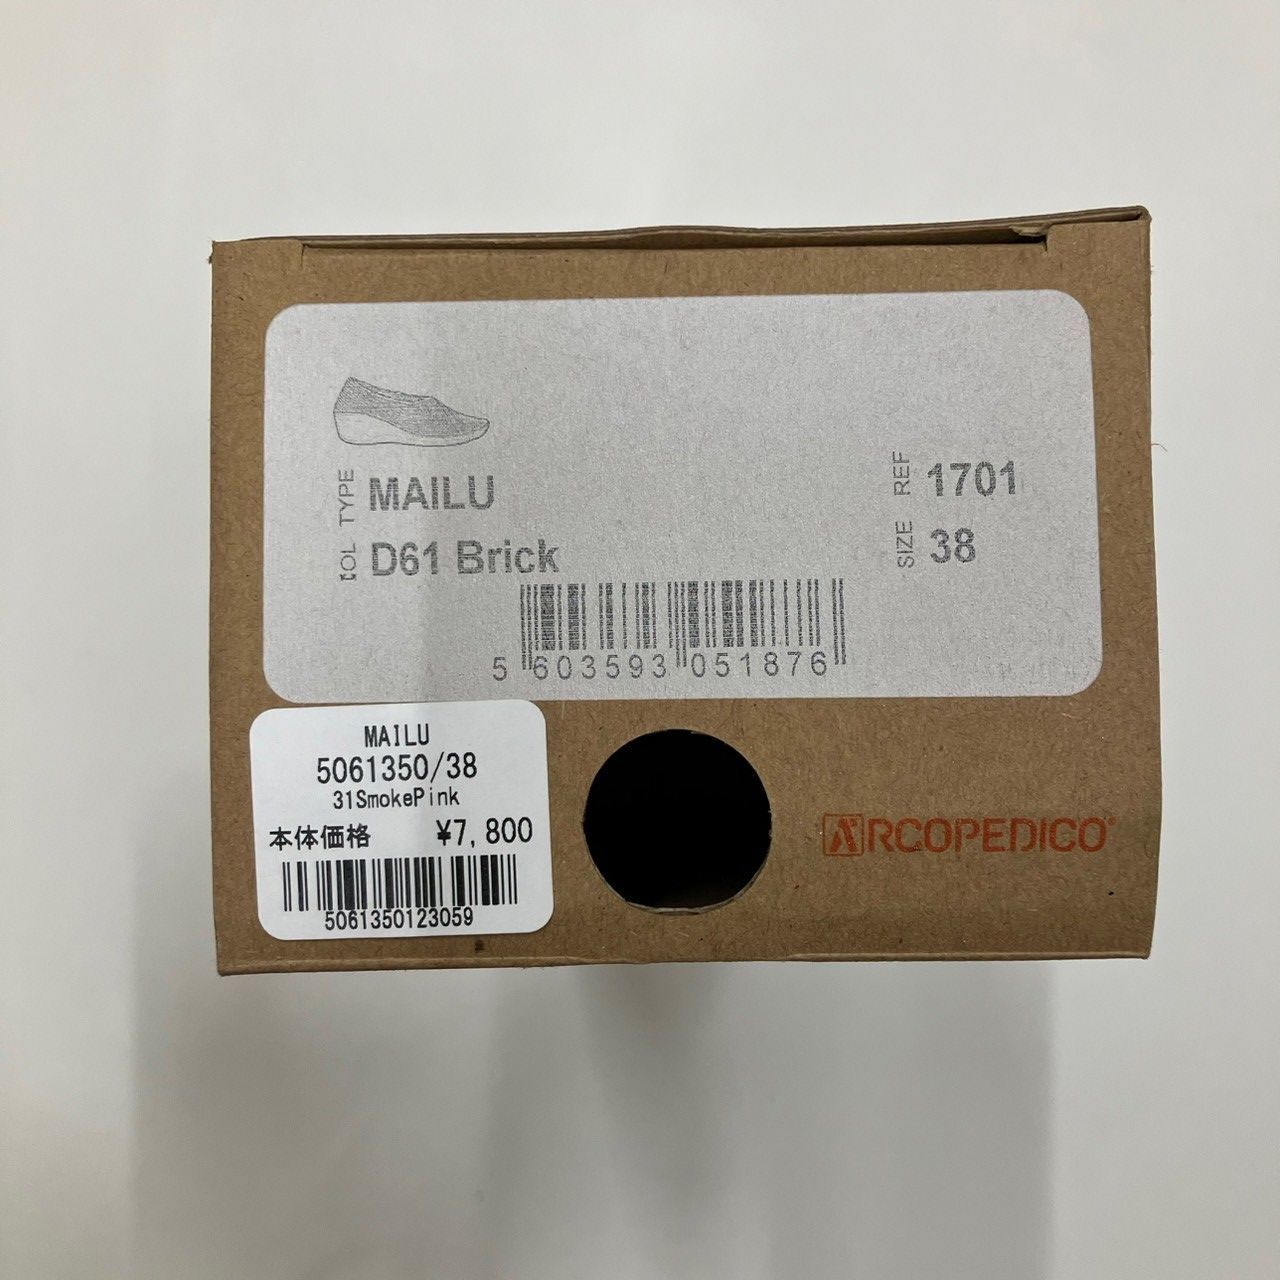 TYPE MAILU
COL D61 Brick
REF 1701
SIZE 38
5 603593 051876
MAILU
5061350/38
31SmokePink
本体価格 ¥7,800
5061350123059
ARCOPEDICO®